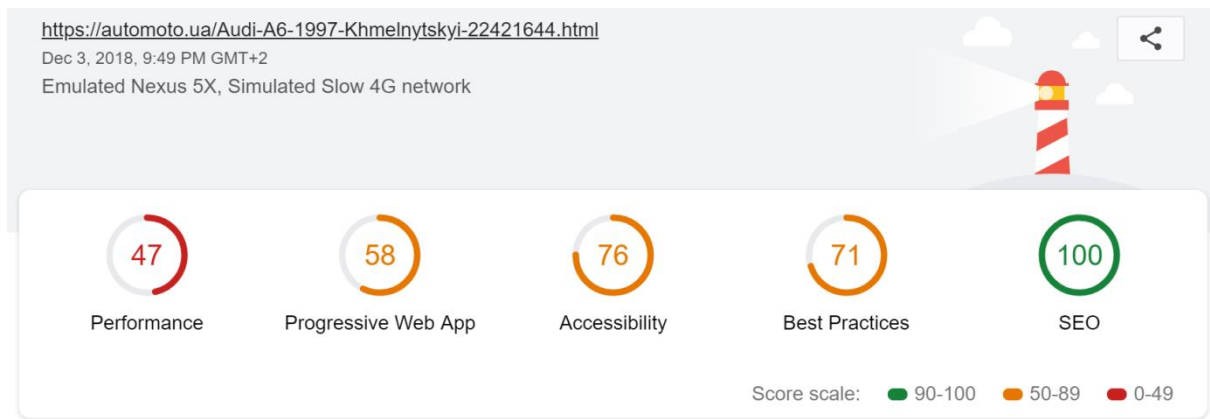 https://automoto.ua/Audi-A6-1997-Khmelnytskyi-22421644.html
Dec 3, 2018, 9:49 PM GMT+2
Emulated Nexus 5X, Simulated Slow 4G network
47 58 76 71 100
Performance Progressive Web App Accessibility Best Practices SEO
Score scale: 90-100 50-89 0-49